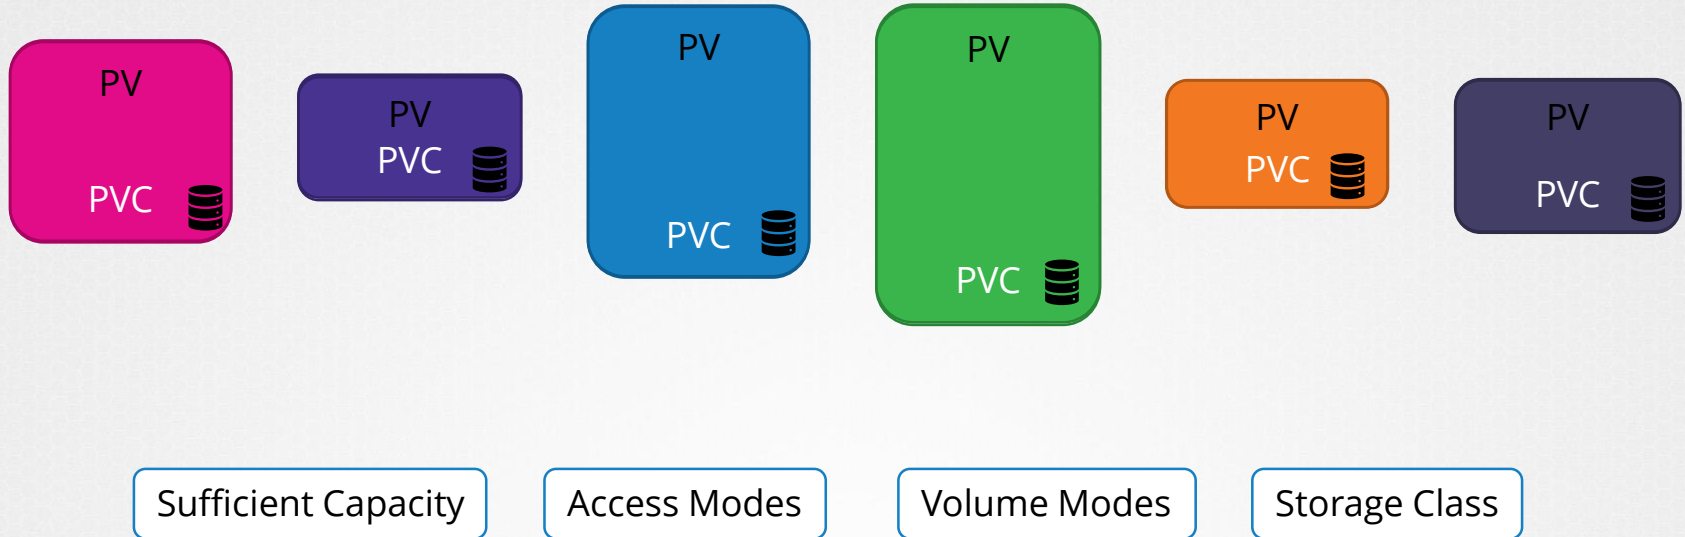 PV
PVC
PV
PVC
PV
PVC
PV
PVC
PV
PVC
PV
PVC
Sufficient Capacity
Access Modes
Volume Modes
Storage Class